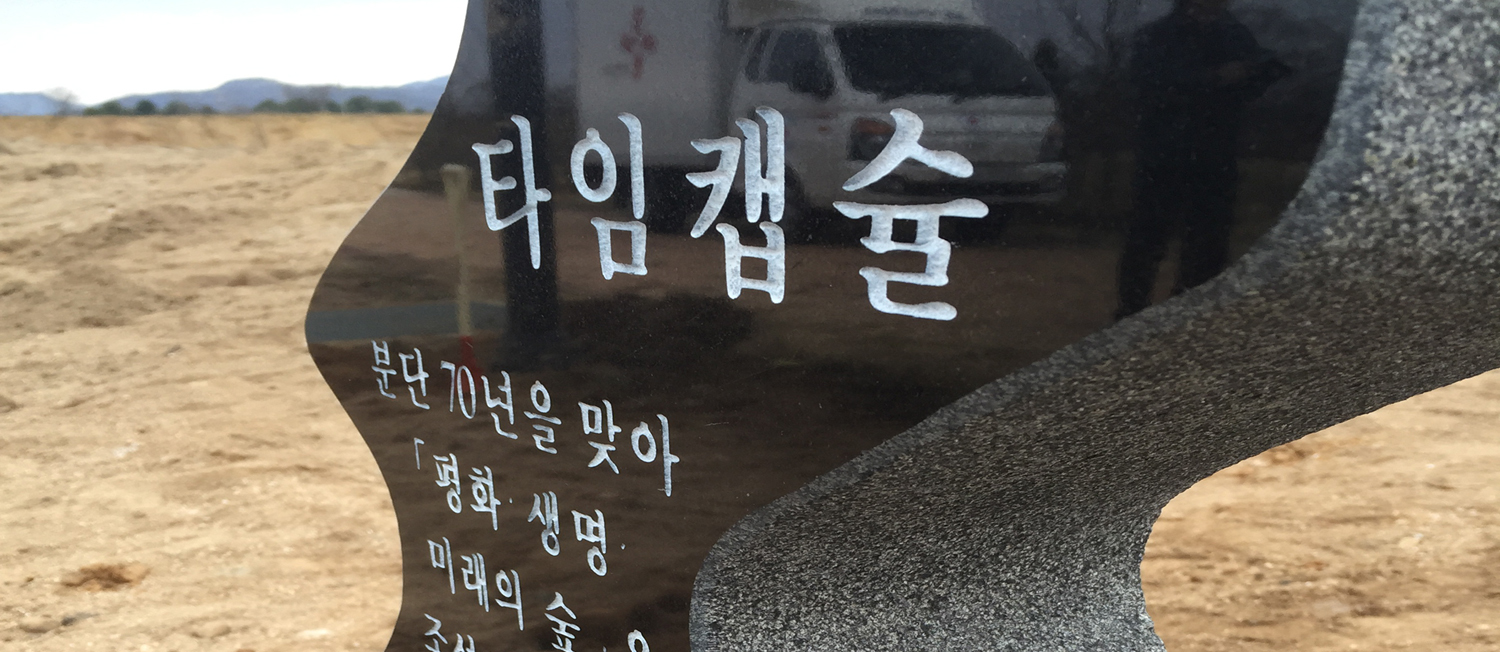 타임캡슐
분단 70년을 맞아
「평화· 생명·
미래의 숲